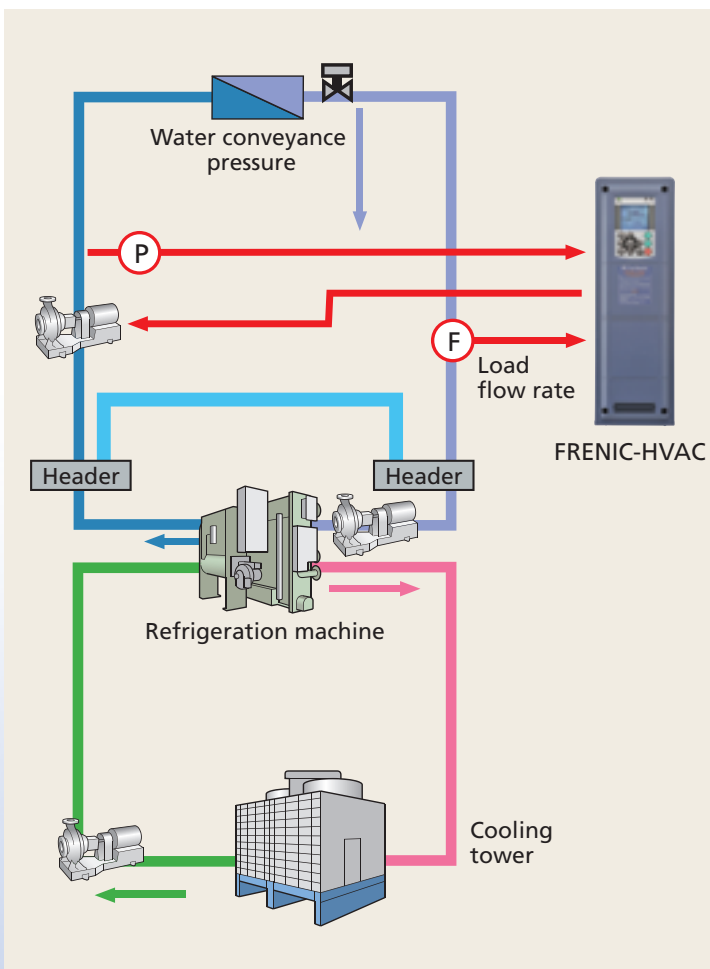 Water conveyance
pressure
P
F
Load
flow rate
FRENIC-HVAC
Header
Header
Refrigeration machine
Cooling
tower